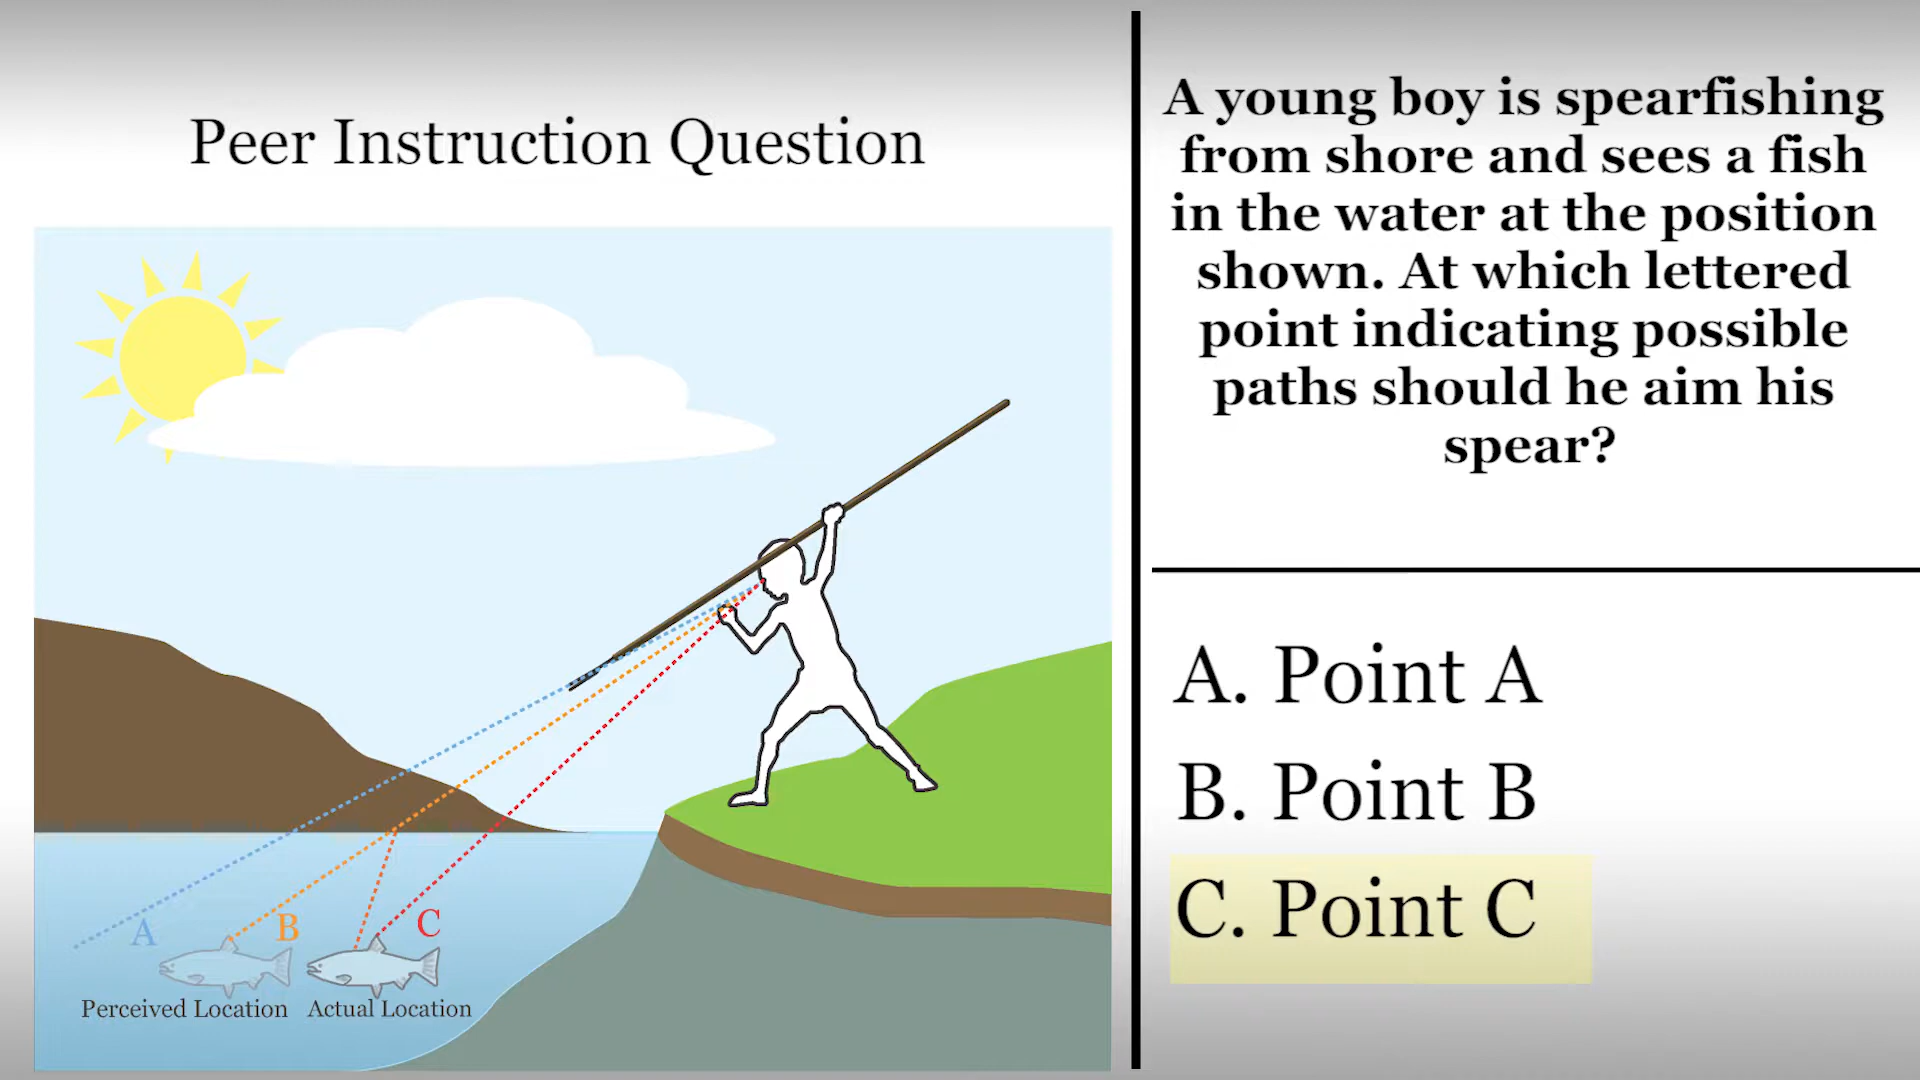 Peer Instruction Question
A
B
C
Perceived Location
Actual Location
A young boy is spearfishing
from shore and sees a fish
in the water at the position
shown. At which lettered
point indicating possible
paths should he aim his
spear?
A. Point A
B. Point B
C. Point C